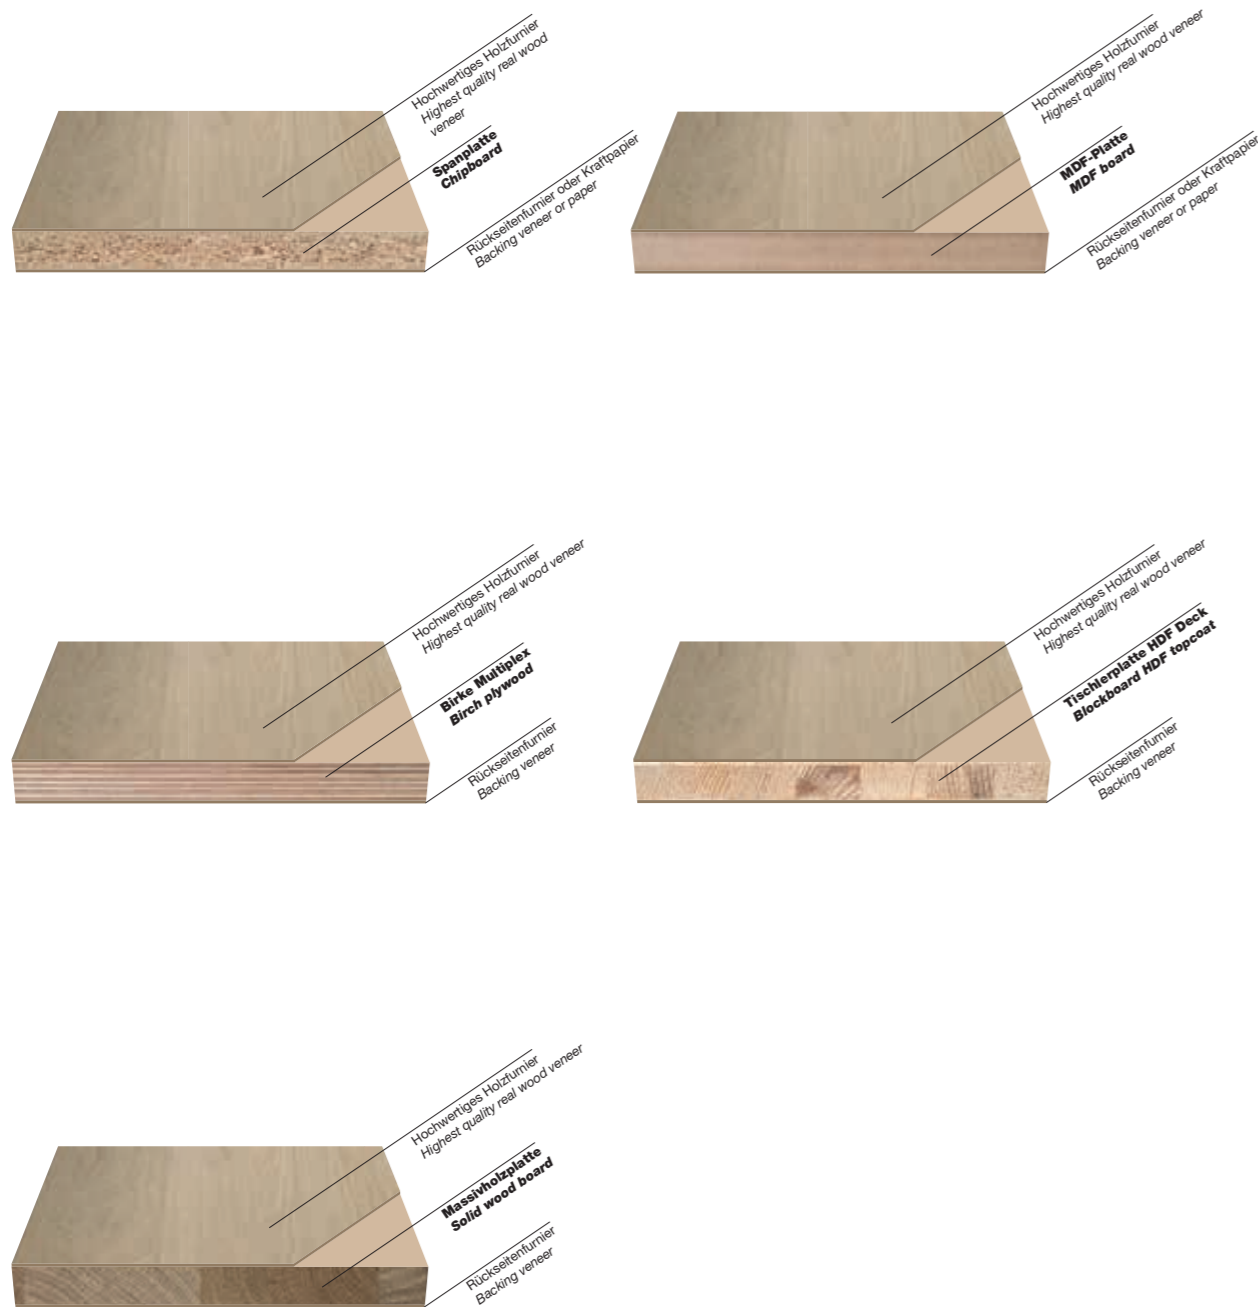 Hochwertiges Holzfurnier
Highest quality real wood
veneer
Spanplatte
Chipboard
Rückseitenfurnier oder Kraftpapier
Backing veneer or paper
Hochwertiges Holzfurnier
Highest quality real wood veneer
MDF-Platte
MDF board
Rückseitenfurnier oder Kraftpapier
Backing veneer or paper
Hochwertiges Holzfurnier
Highest quality real wood veneer
Birke Multiplex
Birch plywood
Rückseitenfurnier
Backing veneer
Hochwertiges Holzfurnier
Highest quality real wood veneer
Tischlerplatte HDF Deck
Blockboard HDF topcoat
Rückseitenfurnier
Backing veneer
Hochwertiges Holzfurnier
Highest quality real wood veneer
Massivholzplatte
Solid wood board
Rückseitenfurnier
Backing veneer